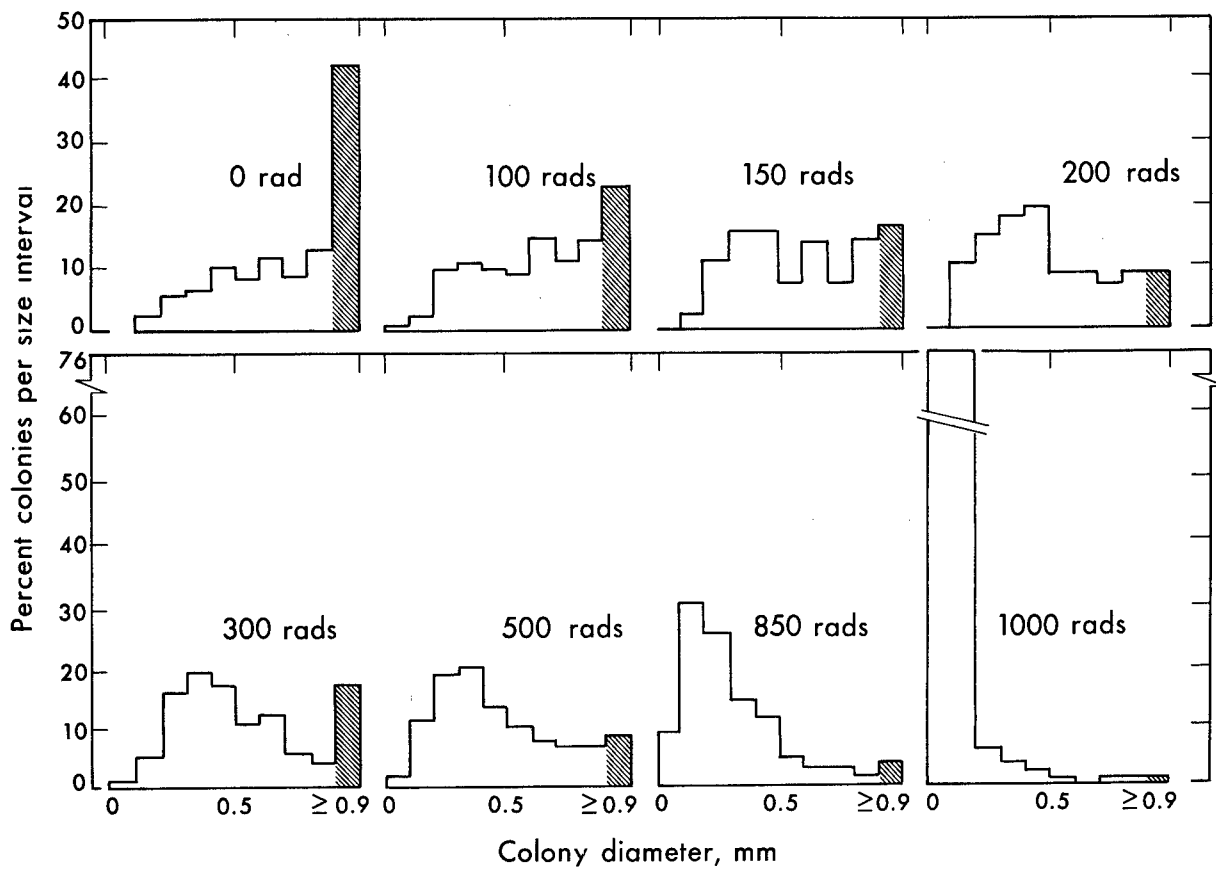 Percent colonies per size interval
50
40
30
20
10
0
0 rad
100 rads
150 rads
200 rads
76
60
50
40
30
20
10
0
300 rads
500 rads
850 rads
1000 rads
0 0.5 ≥0.9
0 0.5 ≥0.9
0 0.5 ≥0.9
0 0.5 ≥0.9
Colony diameter, mm